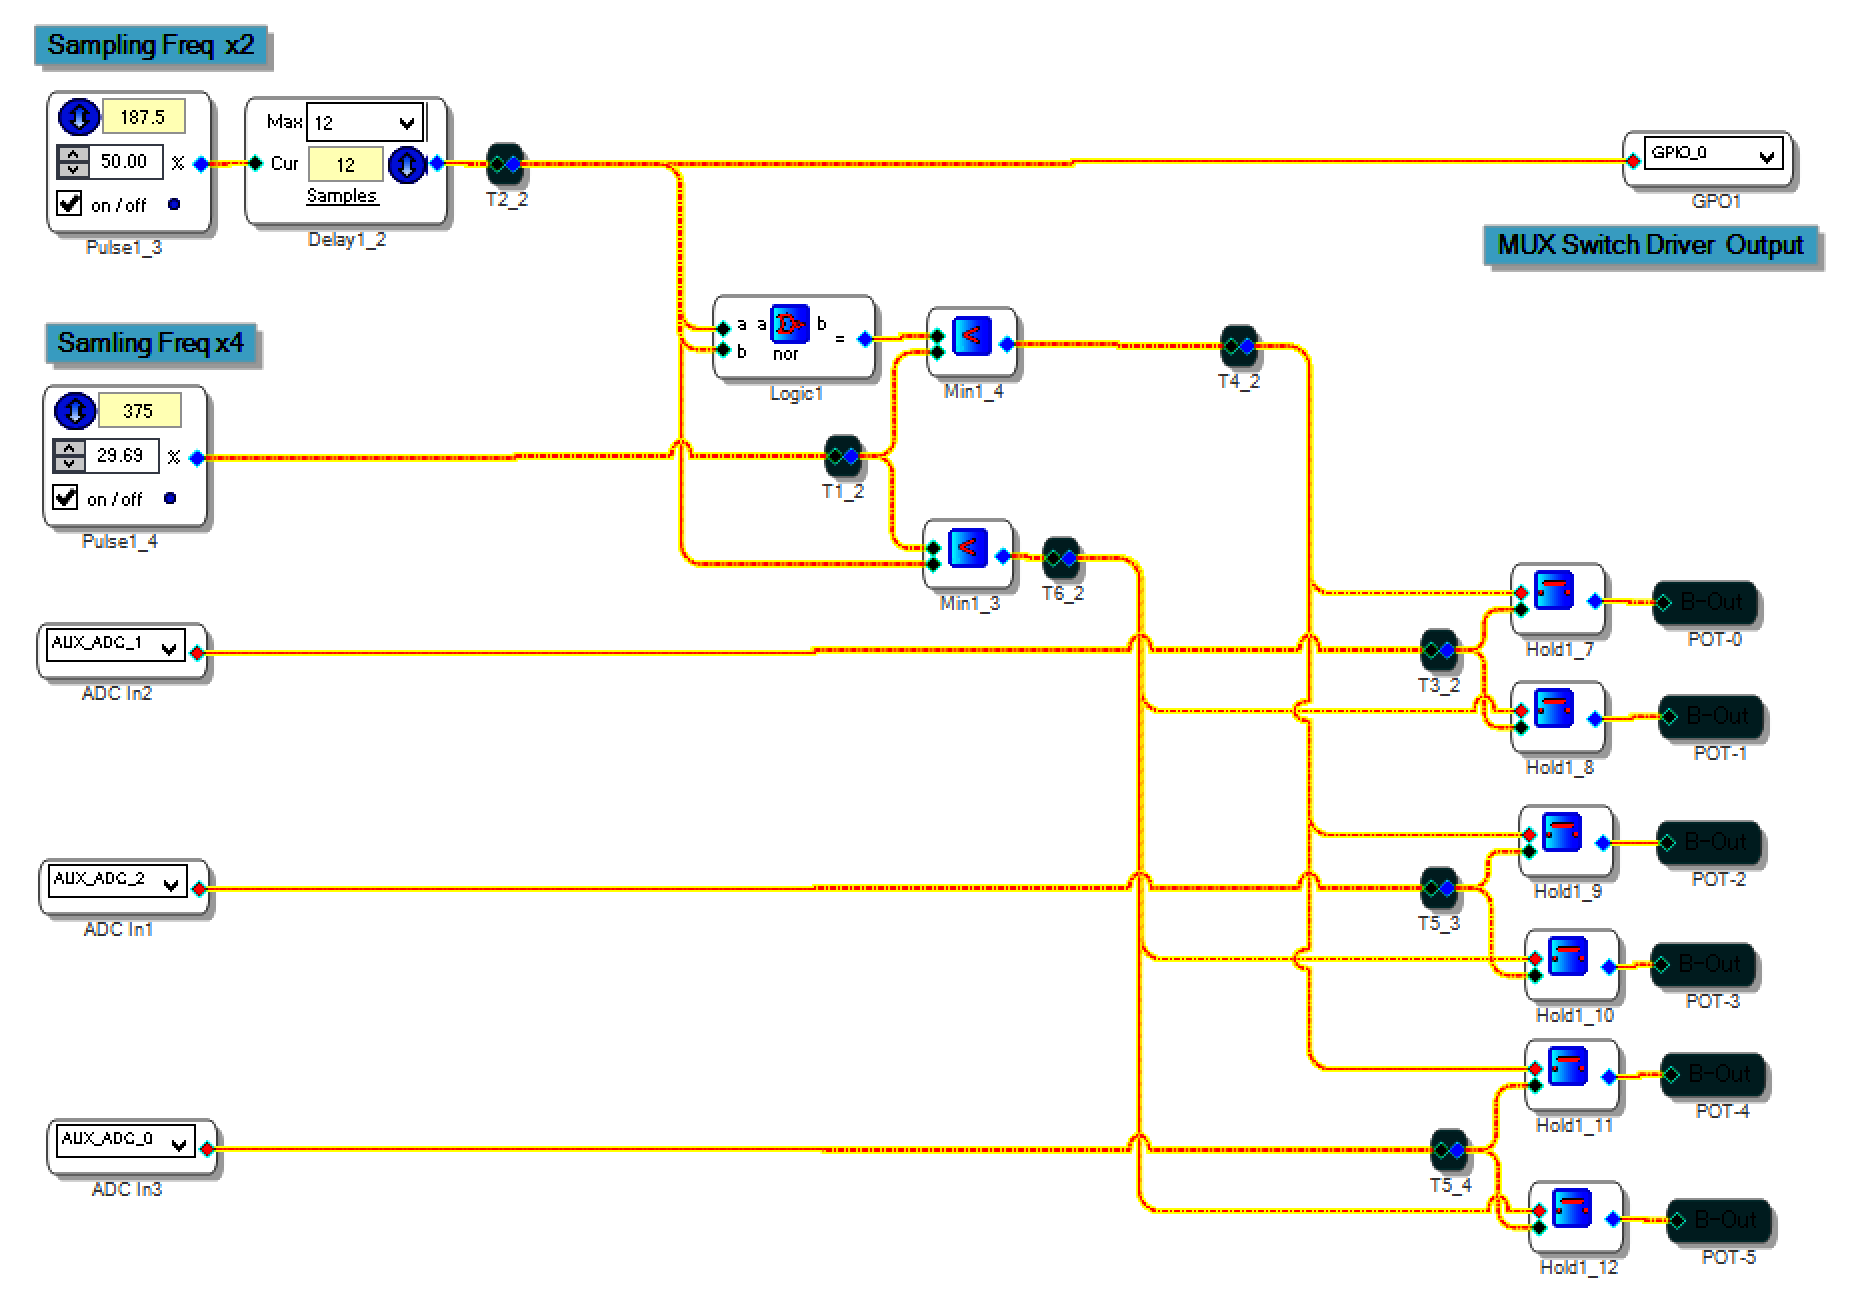 Sampling Freq x2
187.5
50.00 %
on / off
Pulse1_3
Max 12
Cur 12
Samples
Delay1_2
T2_2
GPIO_0
GPO1
MUX Switch Driver Output
Samling Freq x4
375
29.69 %
on / off
Pulse1_4
a a b =
b nor
Logic1
<
Min1_4
T4_2
T1_2
<
Min1_3
T6_2
AUX_ADC_1
ADC In2
T3_2
Hold1_7
B-Out
POT-0
Hold1_8
B-Out
POT-1
AUX_ADC_2
ADC In1
T5_3
Hold1_9
B-Out
POT-2
Hold1_10
B-Out
POT-3
AUX_ADC_0
ADC In3
T5_4
Hold1_11
B-Out
POT-4
Hold1_12
B-Out
POT-5